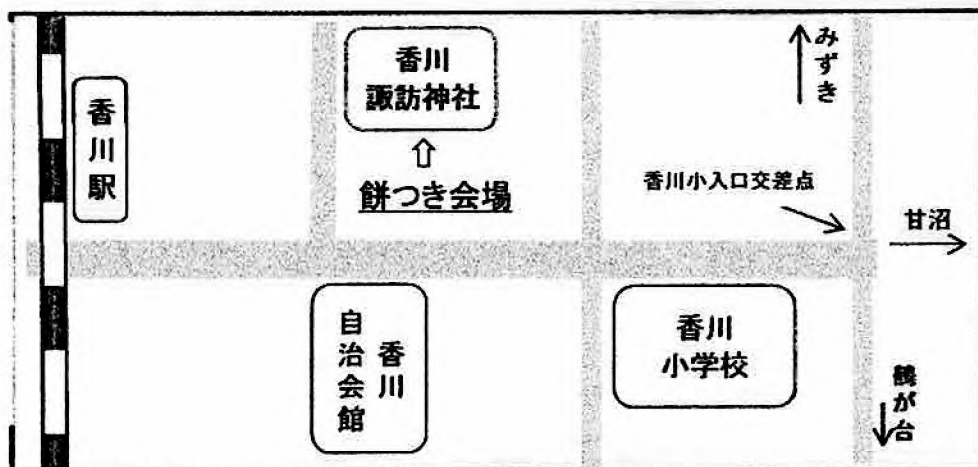 香川駅
香川
諏訪神社
餅つき会場
みずき
香川小入口交差点
甘沼
香川
自治会館
香川
小学校
鶴が台